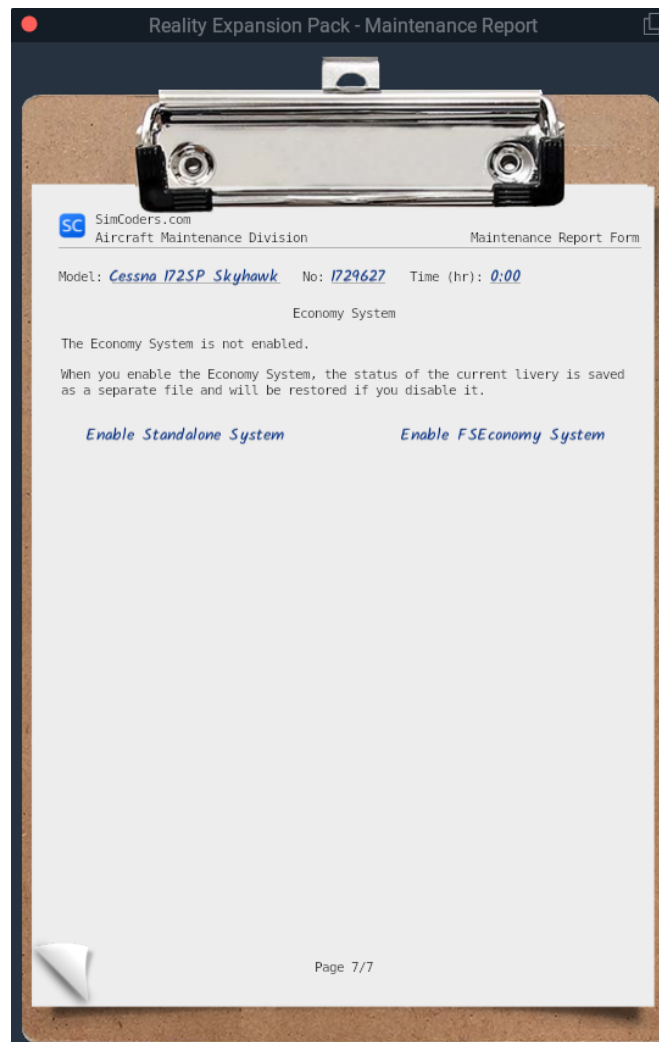 Reality Expansion Pack - Maintenance Report
SC SimCoders.com
Aircraft Maintenance Division Maintenance Report Form
Model: Cessna 172SP Skyhawk No: 1729627 Time (hr): 0:00
Economy System
The Economy System is not enabled.
When you enable the Economy System, the status of the current livery is saved
as a separate file and will be restored if you disable it.
Enable Standalone System Enable FSEconomy System
Page 7/7